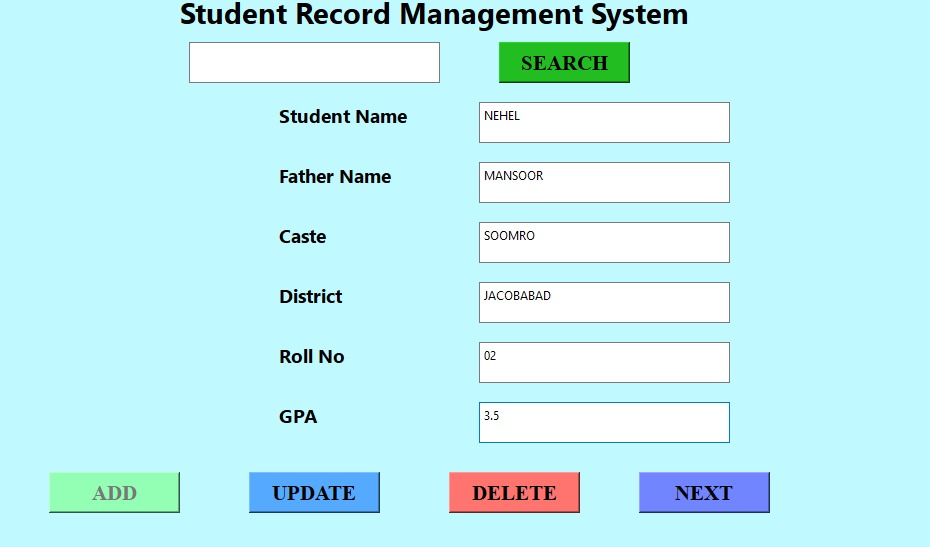 Student Record Management System
SEARCH
Student Name NEHEL
Father Name MANSOOR
Caste SOOMRO
District JACOBABAD
Roll No 02
GPA 3.5
ADD UPDATE DELETE NEXT